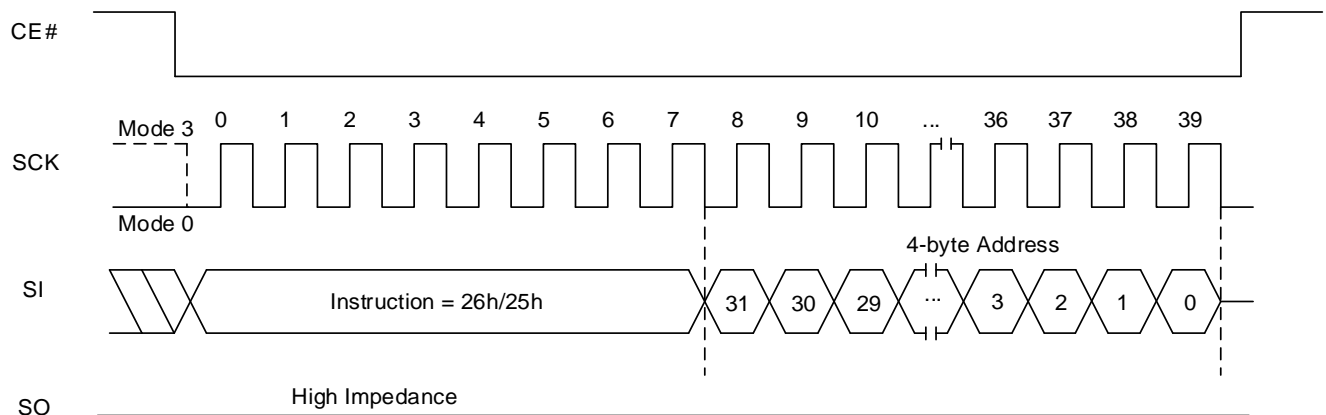 CE#
Mode 3 0 1 2 3 4 5 6 7 8 9 10 ... 36 37 38 39
SCK
Mode 0
4-byte Address
SI Instruction = 26h/25h 31 30 29 ... 3 2 1 0
High Impedance
SO